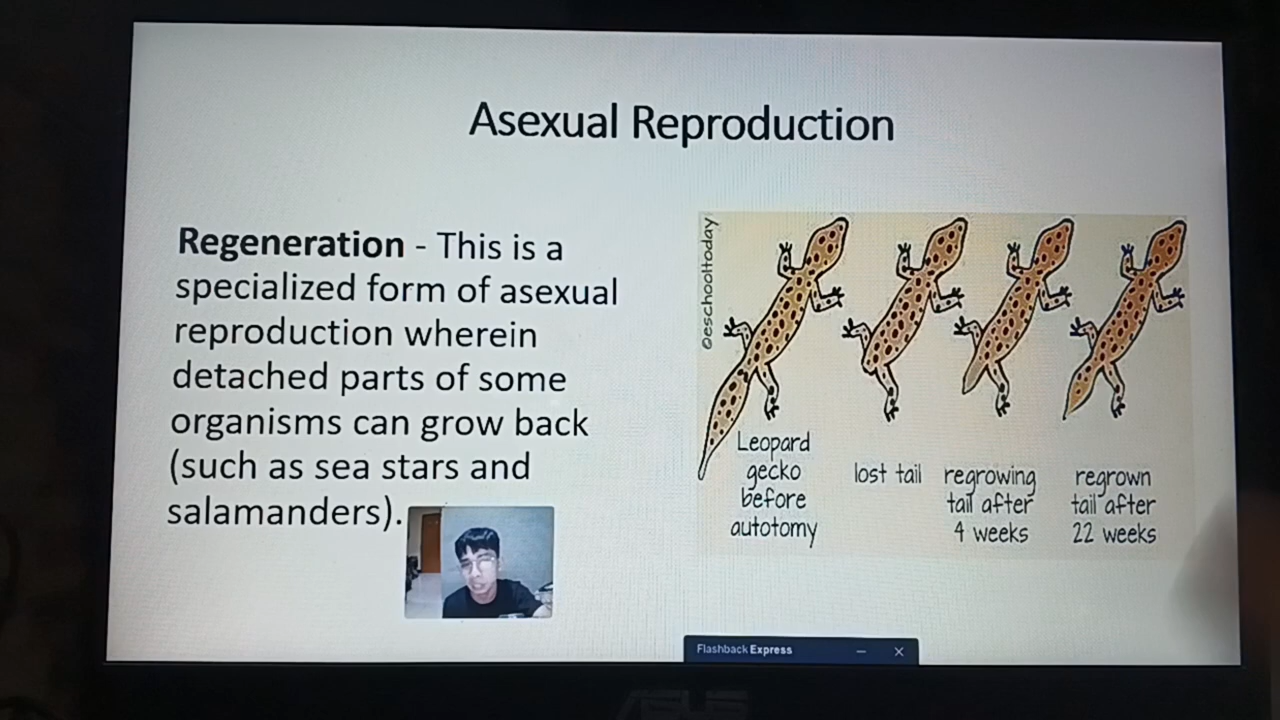 Asexual Reproduction
Regeneration - This is a
specialized form of asexual
reproduction wherein
detached parts of some
organisms can grow back
(such as sea stars and
salamanders).
©eschooltoday
Leopard
gecko
before
autotomy
lost tail
regrowing
tail after
4 weeks
regrown
tail after
22 weeks
Flashback Express
ASUS